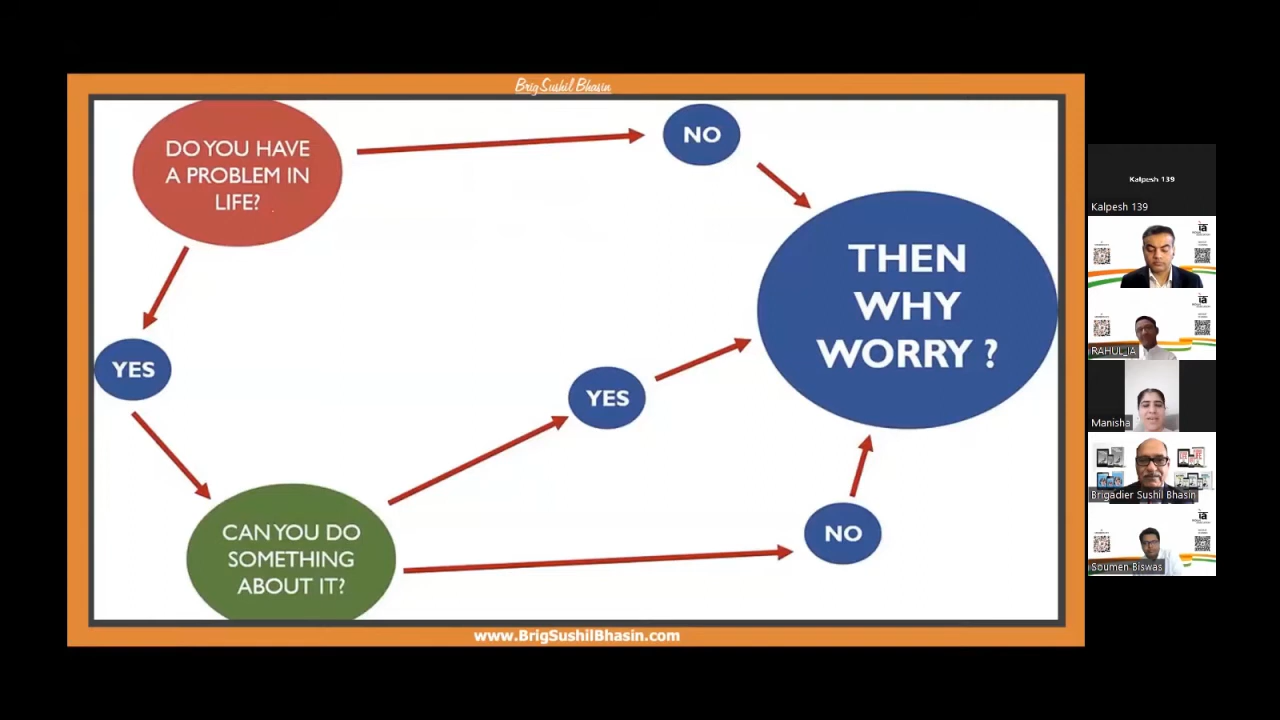 Brig Sushil Bhasin
DO YOU HAVE
A PROBLEM IN
LIFE?
NO
THEN
WHY
WORRY ?
YES
YES
CAN YOU DO
SOMETHING
ABOUT IT?
NO
www.BrigSushilBhasin.com
Kalpesh 139
Kalpesh 139
RAHUL_IA
Manisha
Brigadier Sushil Bhasin
Soumen Biswas